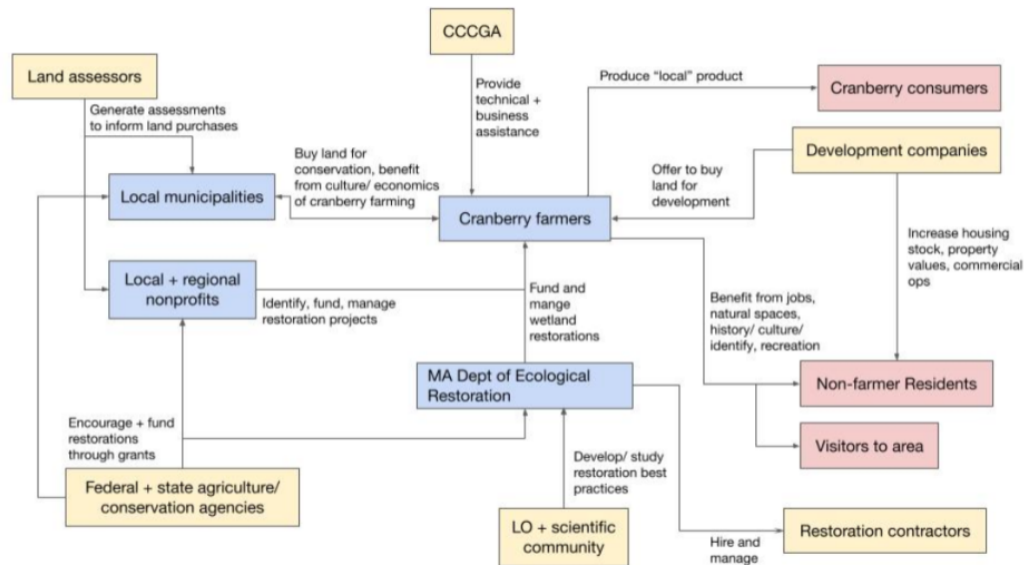 CCCGA
Land assessors
Provide
technical +
business
assistance
Produce “local” product
Cranberry consumers
Generate assessments
to inform land purchases
Development companies
Buy land for
conservation, benefit
from culture/ economics
of cranberry farming
Offer to buy
land for
development
Local municipalities
Cranberry farmers
Increase housing
stock, property
values, commercial
ops
Local + regional
nonprofits
Identify, fund, manage
restoration projects
Fund and
mange
wetland
restorations
Benefit from jobs,
natural spaces,
history/ culture/
identify, recreation
MA Dept of Ecological
Restoration
Non-farmer Residents
Encourage + fund
restorations
through grants
Visitors to area
Develop/ study
restoration best
practices
Federal + state agriculture/
conservation agencies
LO + scientific
community
Hire and
manage
Restoration contractors